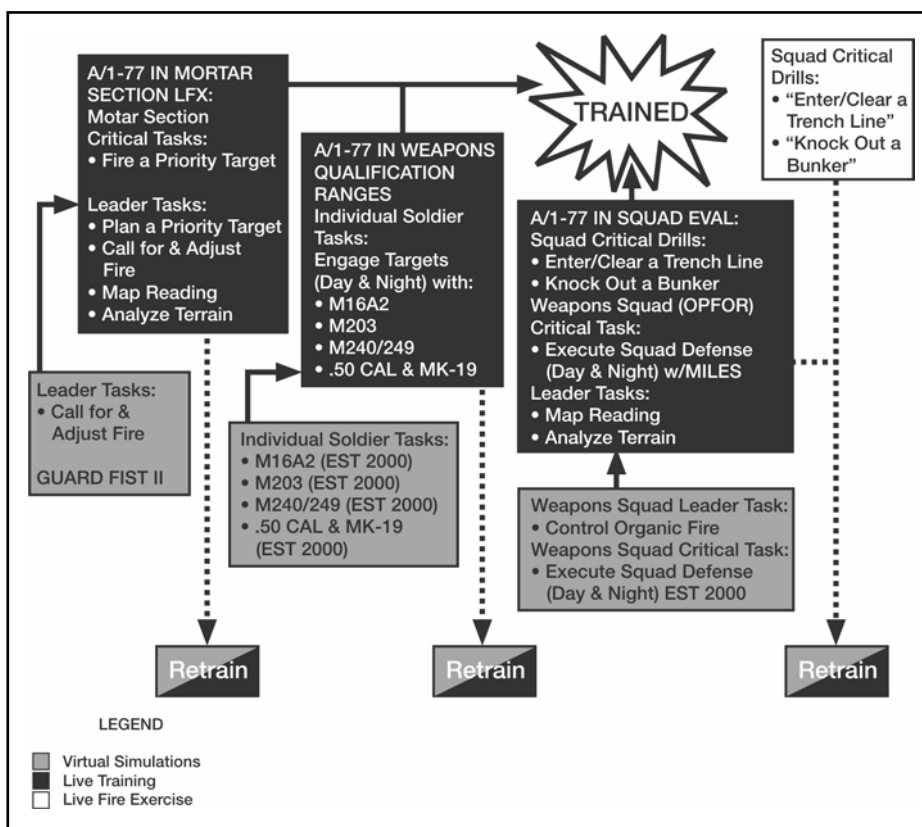 A/1-77 IN MORTAR
SECTION LFX:
Motar Section
Critical Tasks:
• Fire a Priority Target
Leader Tasks:
• Plan a Priority Target
• Call for & Adjust
Fire
• Map Reading
• Analyze Terrain
A/1-77 IN WEAPONS
QUALIFICATION
RANGES
Individual Soldier
Tasks:
Engage Targets
(Day & Night) with:
• M16A2
• M203
• M240/249
• .50 CAL & MK-19
TRAINED
Squad Critical
Drills:
• “Enter/Clear a
Trench Line”
• “Knock Out a
Bunker”
A/1-77 IN SQUAD EVAL:
Squad Critical Drills:
• Enter/Clear a Trench Line
• Knock Out a Bunker
Weapons Squad (OPFOR)
Critical Task:
• Execute Squad Defense
(Day & Night) w/MILES
Leader Tasks:
• Map Reading
• Analyze Terrain
Leader Tasks:
• Call for &
Adjust Fire
GUARD FIST II
Individual Soldier Tasks:
• M16A2 (EST 2000)
• M203 (EST 2000)
• M240/249 (EST 2000)
• .50 CAL & MK-19
(EST 2000)
Weapons Squad Leader Task:
• Control Organic Fire
Weapons Squad Critical Task:
• Execute Squad Defense
(Day & Night) EST 2000
Retrain
Retrain
Retrain
LEGEND
Virtual Simulations
Live Training
Live Fire Exercise